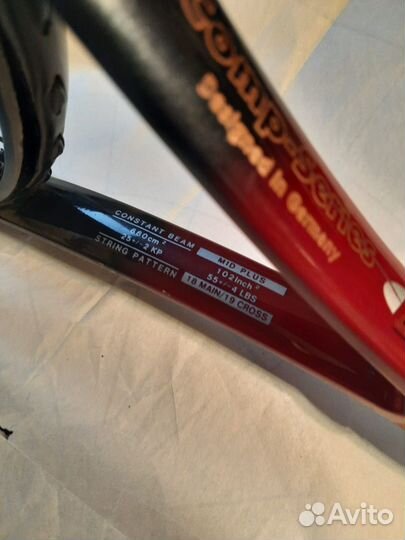 Comp-Series
Designed in Germany
CONSTANT BEAM
660cm²
25+/-2 KP
STRING PATTERN
MID PLUS
102Inch²
55+/-4 LBS
18 MAIN/19 CROSS
Avito